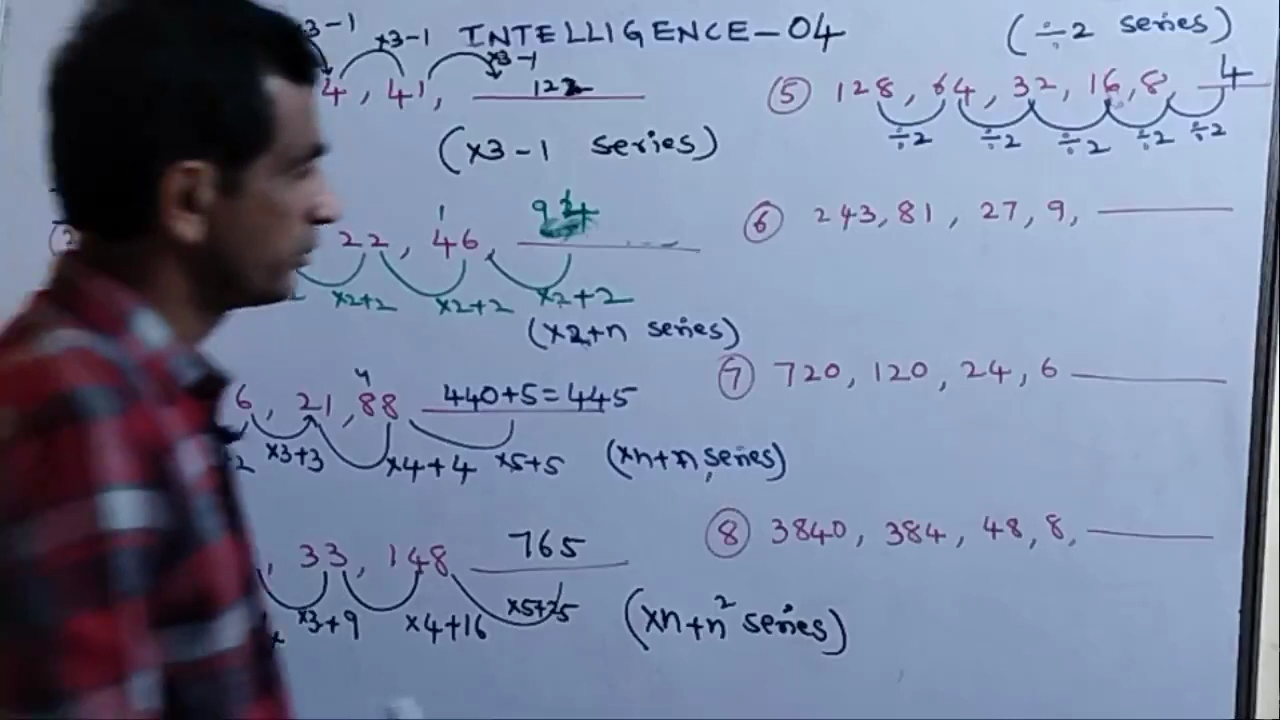 ×3-1 ×3-1 INTELLIGENCE-04
×3-1
4, 41, 122
(×3-1 series)
22, 46, 94
×2+2 ×2+2 ×2+2
(×2+n series)
6, 21, 88 440+5=445
2 ×3+3 ×4+4 ×5+5 (×n+n series)
, 33, 148 765
×3+9 ×4+16 ×5+25 (×n+n² series)
(÷2 series)
⑤ 128, 64, 32, 16, 8, 4
÷2 ÷2 ÷2 ÷2 ÷2
⑥ 243, 81, 27, 9,
⑦ 720, 120, 24, 6
⑧ 3840, 384, 48, 8,